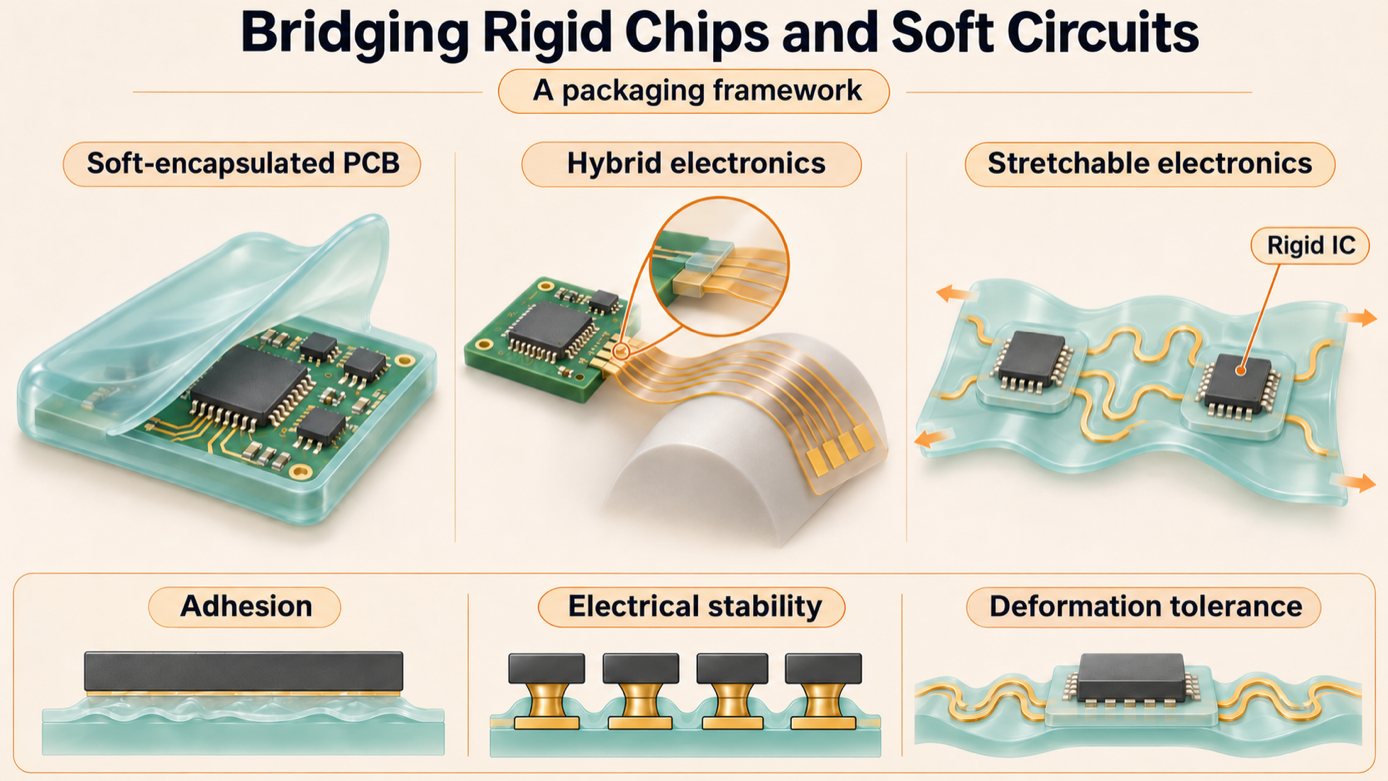 Bridging Rigid Chips and Soft Circuits
A packaging framework
Soft-encapsulated PCB
Hybrid electronics
Stretchable electronics
Rigid IC
Adhesion
Electrical stability
Deformation tolerance